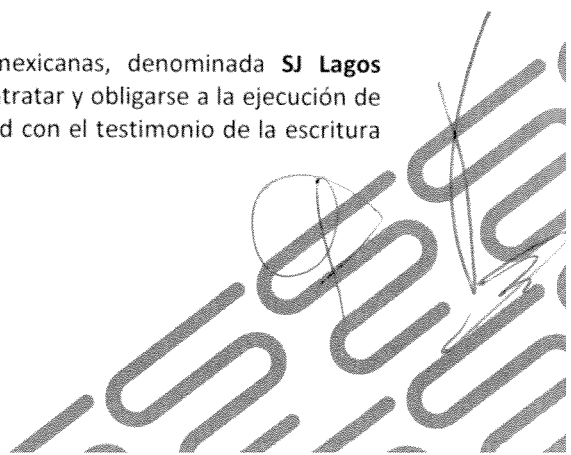 mexicanas, denominada SJ Lagos
tratar y obligarse a la ejecución de
d con el testimonio de la escritura